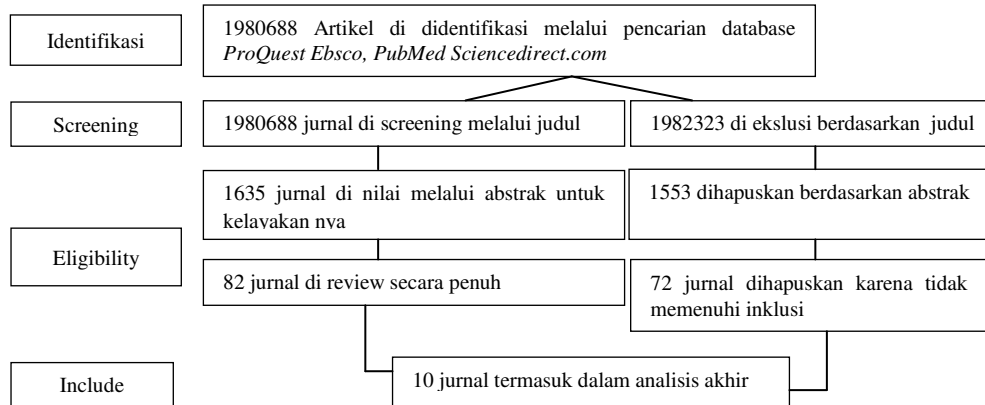 Identifikasi
1980688 Artikel di didentifikasi melalui pencarian database
ProQuest Ebsco, PubMed Sciencedirect.com
Screening
1980688 jurnal di screening melalui judul
1982323 di ekslusi berdasarkan judul
Eligibility
1635 jurnal di nilai melalui abstrak untuk
kelayakan nya
1553 dihapuskan berdasarkan abstrak
82 jurnal di review secara penuh
72 jurnal dihapuskan karena tidak
memenuhi inklusi
Include
10 jurnal termasuk dalam analisis akhir